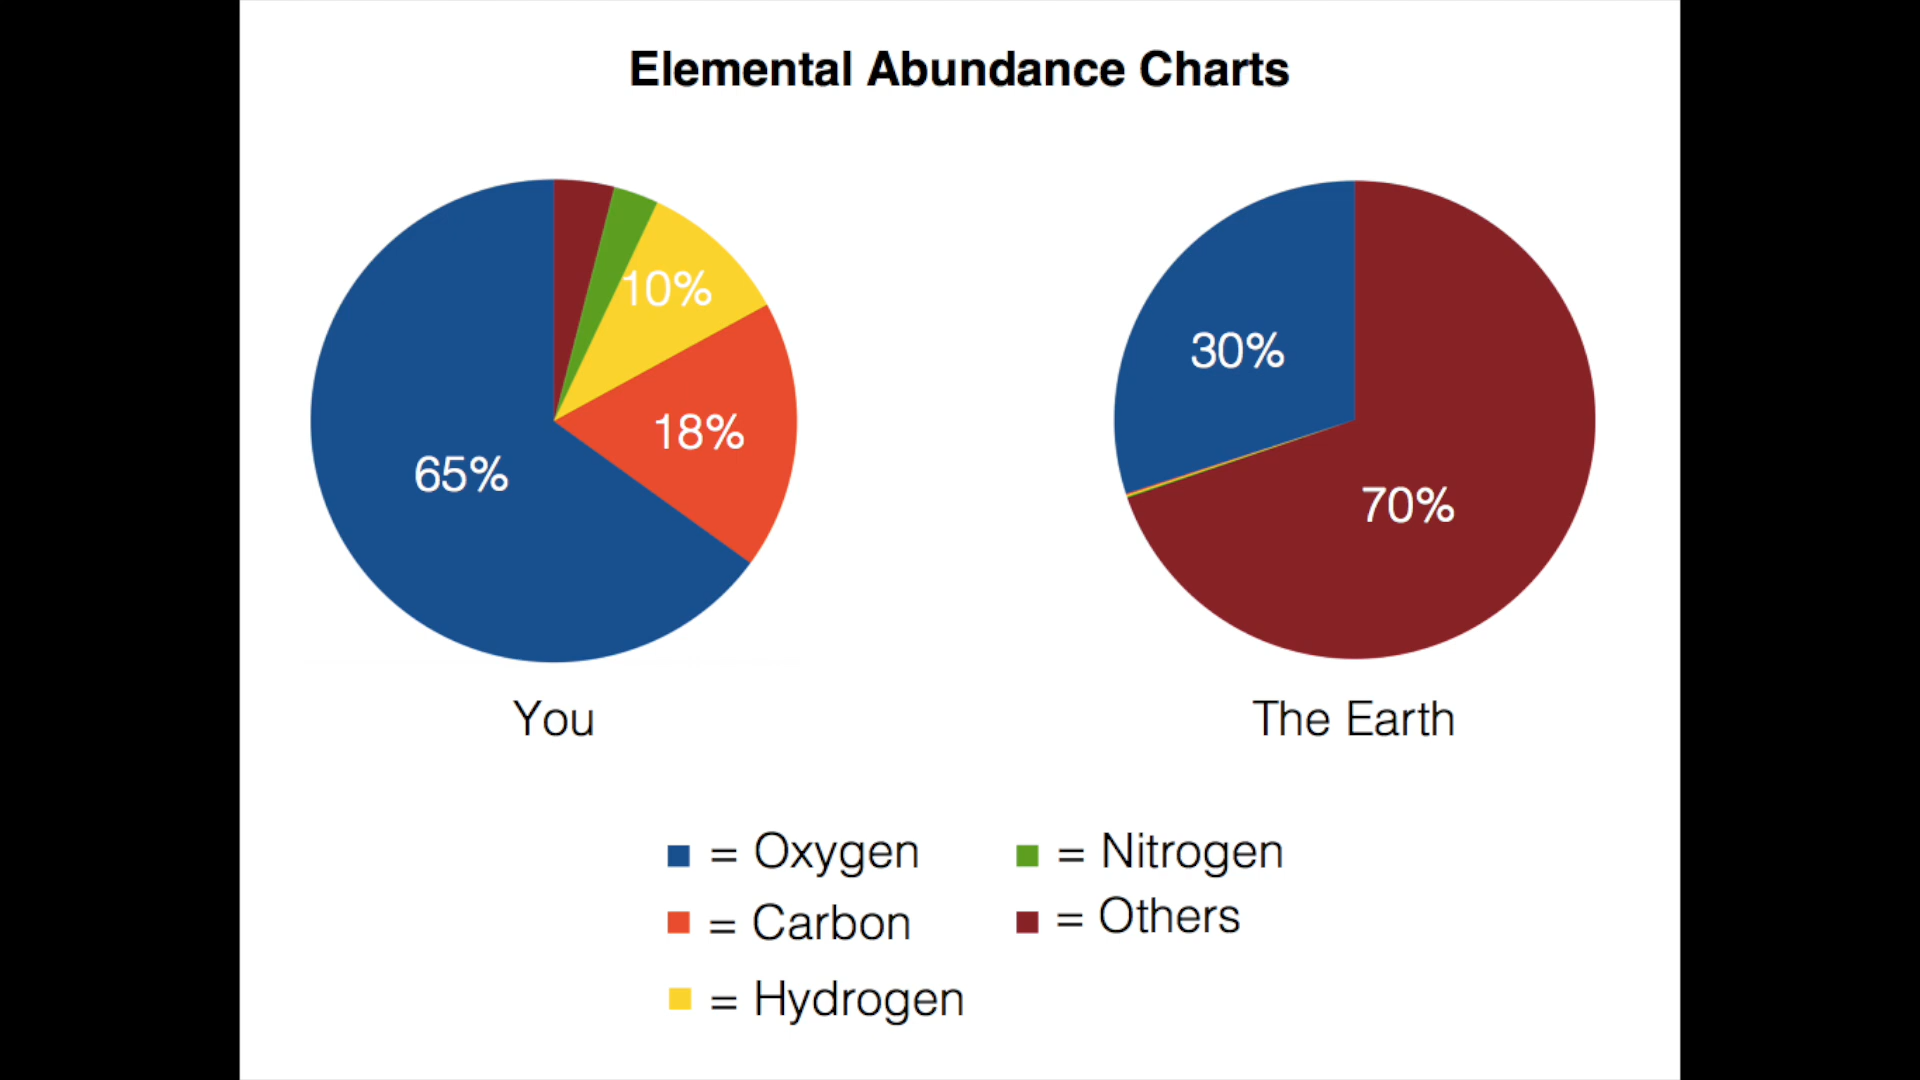 Elemental Abundance Charts
10%
18%
65%
30%
70%
You
The Earth
= Oxygen
= Nitrogen
= Carbon
= Others
= Hydrogen